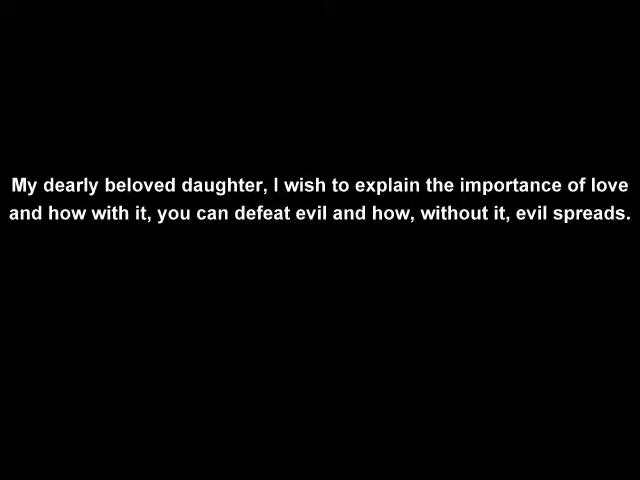 My dearly beloved daughter, I wish to explain the importance of love
and how with it, you can defeat evil and how, without it, evil spreads.